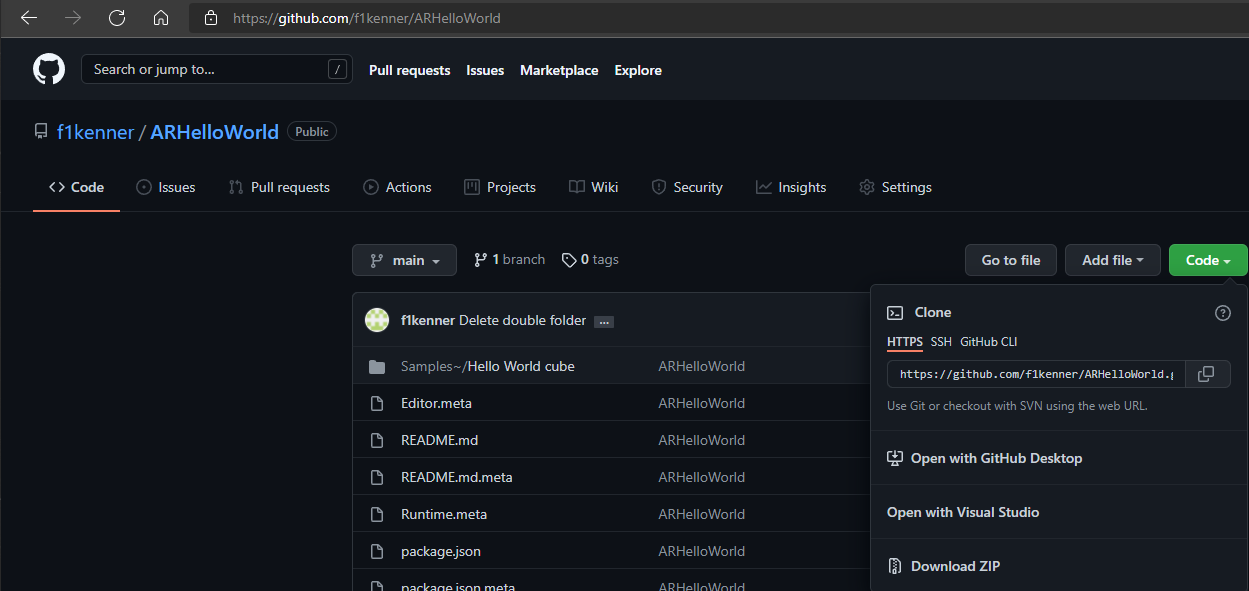 https://github.com/f1kenner/ARHelloWorld
Search or jump to... /
Pull requests Issues Marketplace Explore
f1kenner / ARHelloWorld Public
<> Code Issues Pull requests Actions Projects Wiki Security Insights Settings
main 1 branch 0 tags Go to file Add file Code
f1kenner Delete double folder ...
Samples~/Hello World cube ARHelloWorld
Editor.meta ARHelloWorld
README.md ARHelloWorld
README.md.meta ARHelloWorld
Runtime.meta ARHelloWorld
package.json ARHelloWorld
package.json.meta ARHelloWorld
Clone ?
HTTPS SSH GitHub CLI
https://github.com/f1kenner/ARHelloWorld.g
Use Git or checkout with SVN using the web URL.
Open with GitHub Desktop
Open with Visual Studio
Download ZIP